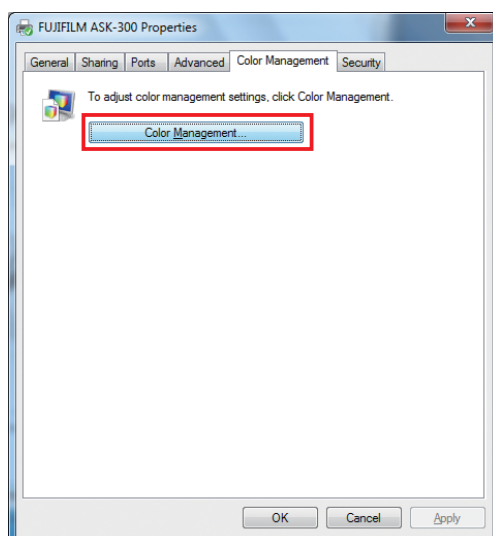 FUJIFILM ASK-300 Properties
General Sharing Ports Advanced Color Management Security
To adjust color management settings, click Color Management.
Color Management...
OK Cancel Apply